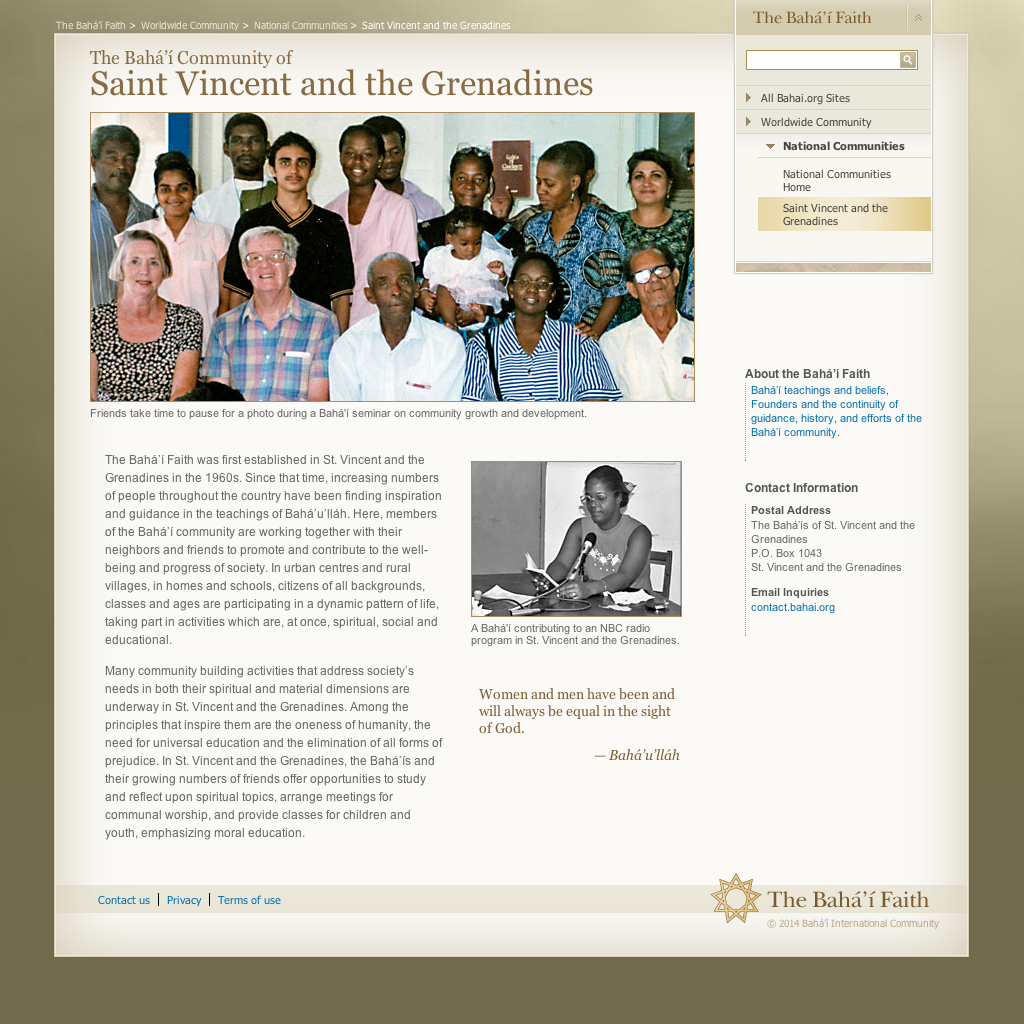 The Bahá'í Faith > Worldwide Community > National Communities > Saint Vincent and the Grenadines
The Bahá’í Faith
The Bahá’í Community of
Saint Vincent and the Grenadines
All Bahai.org Sites
Worldwide Community
National Communities
National Communities
Home
Saint Vincent and the
Grenadines
Friends take time to pause for a photo during a Bahá'í seminar on community growth and development.
The Bahá’í Faith was first established in St. Vincent and the
Grenadines in the 1960s. Since that time, increasing numbers
of people throughout the country have been finding inspiration
and guidance in the teachings of Bahá’u’lláh. Here, members
of the Bahá’í community are working together with their
neighbors and friends to promote and contribute to the well-
being and progress of society. In urban centres and rural
villages, in homes and schools, citizens of all backgrounds,
classes and ages are participating in a dynamic pattern of life,
taking part in activities which are, at once, spiritual, social and
educational.
Many community building activities that address society’s
needs in both their spiritual and material dimensions are
underway in St. Vincent and the Grenadines. Among the
principles that inspire them are the oneness of humanity, the
need for universal education and the elimination of all forms of
prejudice. In St. Vincent and the Grenadines, the Bahá’ís and
their growing numbers of friends offer opportunities to study
and reflect upon spiritual topics, arrange meetings for
communal worship, and provide classes for children and
youth, emphasizing moral education.
A Bahá'í contributing to an NBC radio
program in St. Vincent and the Grenadines.
Women and men have been and
will always be equal in the sight
of God.
— Bahá’u’lláh
About the Bahá’í Faith
Bahá’í teachings and beliefs,
Founders and the continuity of
guidance, history, and efforts of the
Bahá’í community.
Contact Information
Postal Address
The Bahá’ís of St. Vincent and the
Grenadines
P.O. Box 1043
St. Vincent and the Grenadines
Email Inquiries
contact.bahai.org
Contact us | Privacy | Terms of use
The Bahá’í Faith
© 2014 Bahá'í International Community